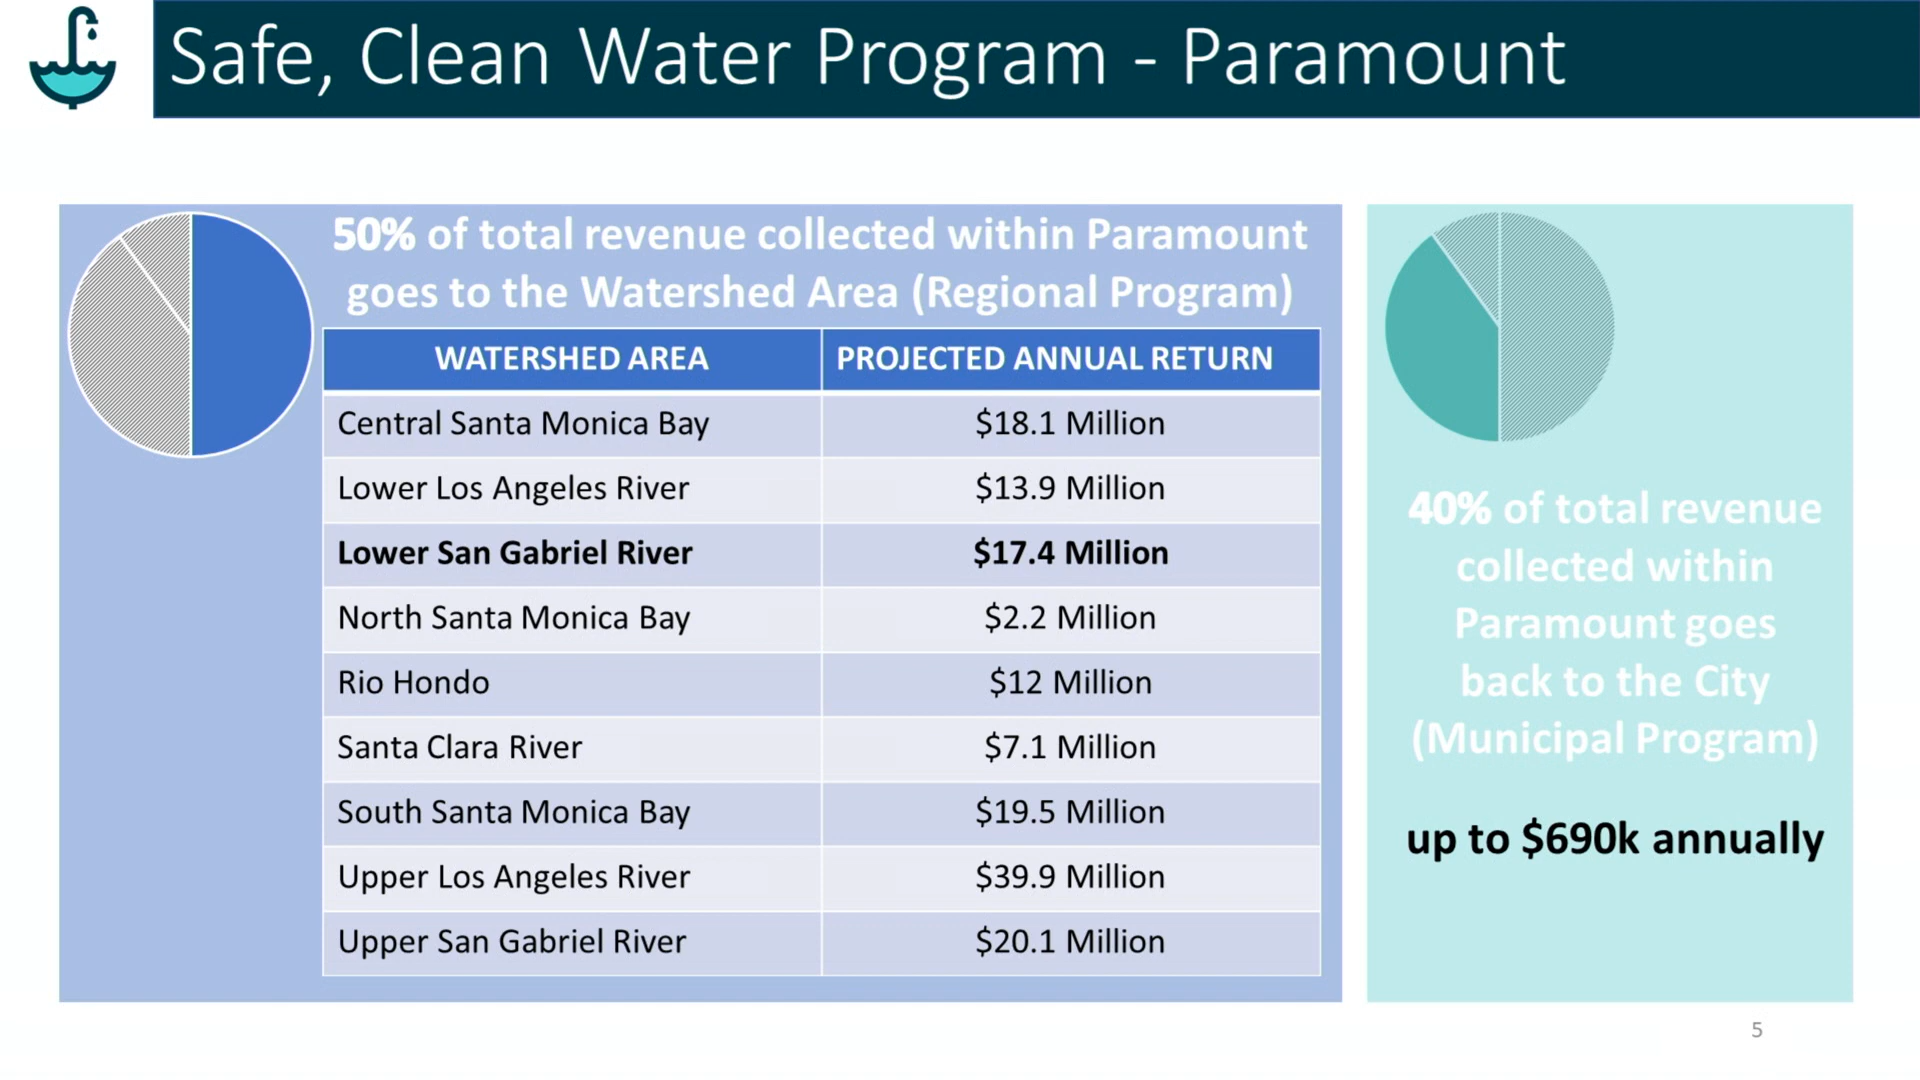 Safe, Clean Water Program - Paramount
50% of total revenue collected within Paramount
goes to the Watershed Area (Regional Program)
WATERSHED AREA PROJECTED ANNUAL RETURN
Central Santa Monica Bay $18.1 Million
Lower Los Angeles River $13.9 Million
Lower San Gabriel River $17.4 Million
North Santa Monica Bay $2.2 Million
Rio Hondo $12 Million
Santa Clara River $7.1 Million
South Santa Monica Bay $19.5 Million
Upper Los Angeles River $39.9 Million
Upper San Gabriel River $20.1 Million
40% of total revenue
collected within
Paramount goes
back to the City
(Municipal Program)
up to $690k annually
5